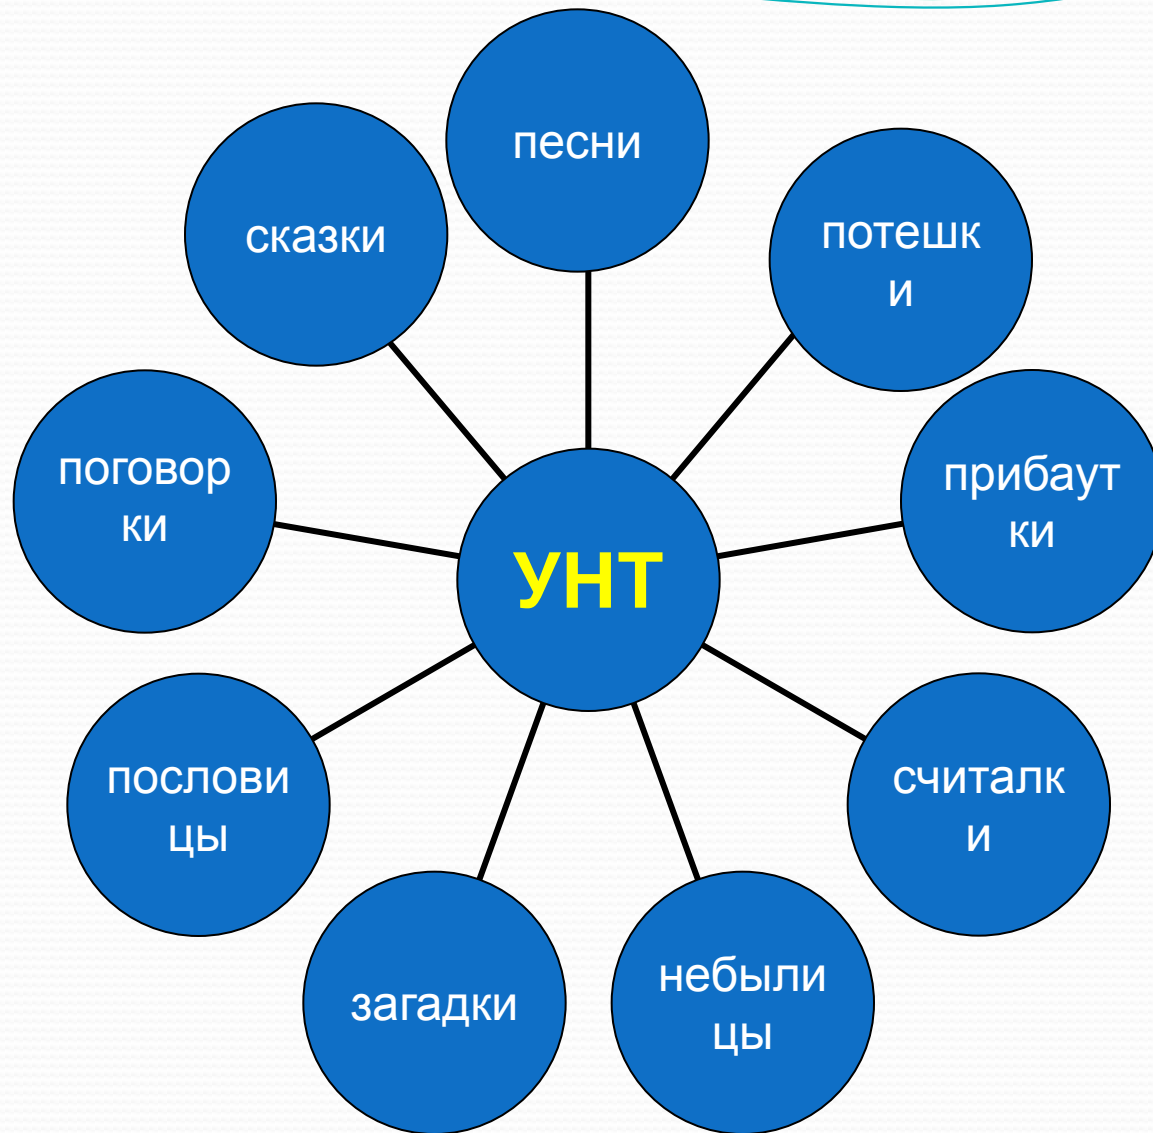 песни
сказки
потешк
и
поговор
ки
прибаут
ки
УНТ
послови
цы
считалк
и
загадки
небыли
цы